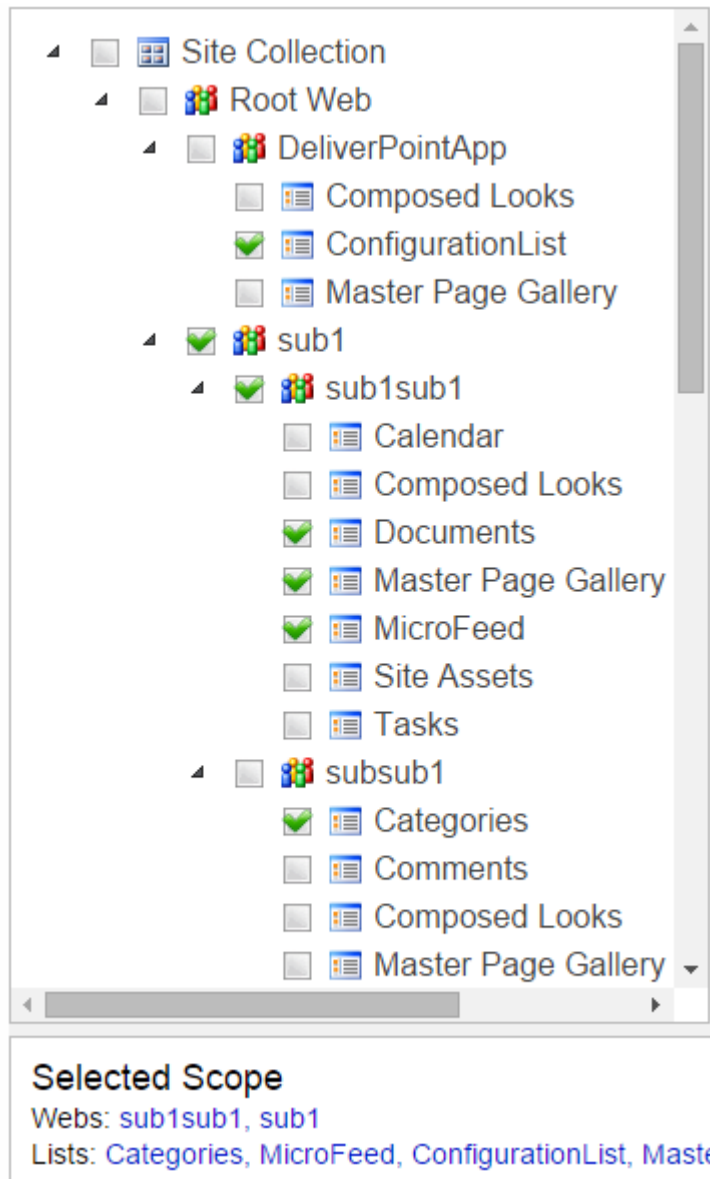 Site Collection
Root Web
DeliverPointApp
Composed Looks
ConfigurationList
Master Page Gallery
sub1
sub1sub1
Calendar
Composed Looks
Documents
Master Page Gallery
MicroFeed
Site Assets
Tasks
subsub1
Categories
Comments
Composed Looks
Master Page Gallery
Selected Scope
Webs: sub1sub1, sub1
Lists: Categories, MicroFeed, ConfigurationList,